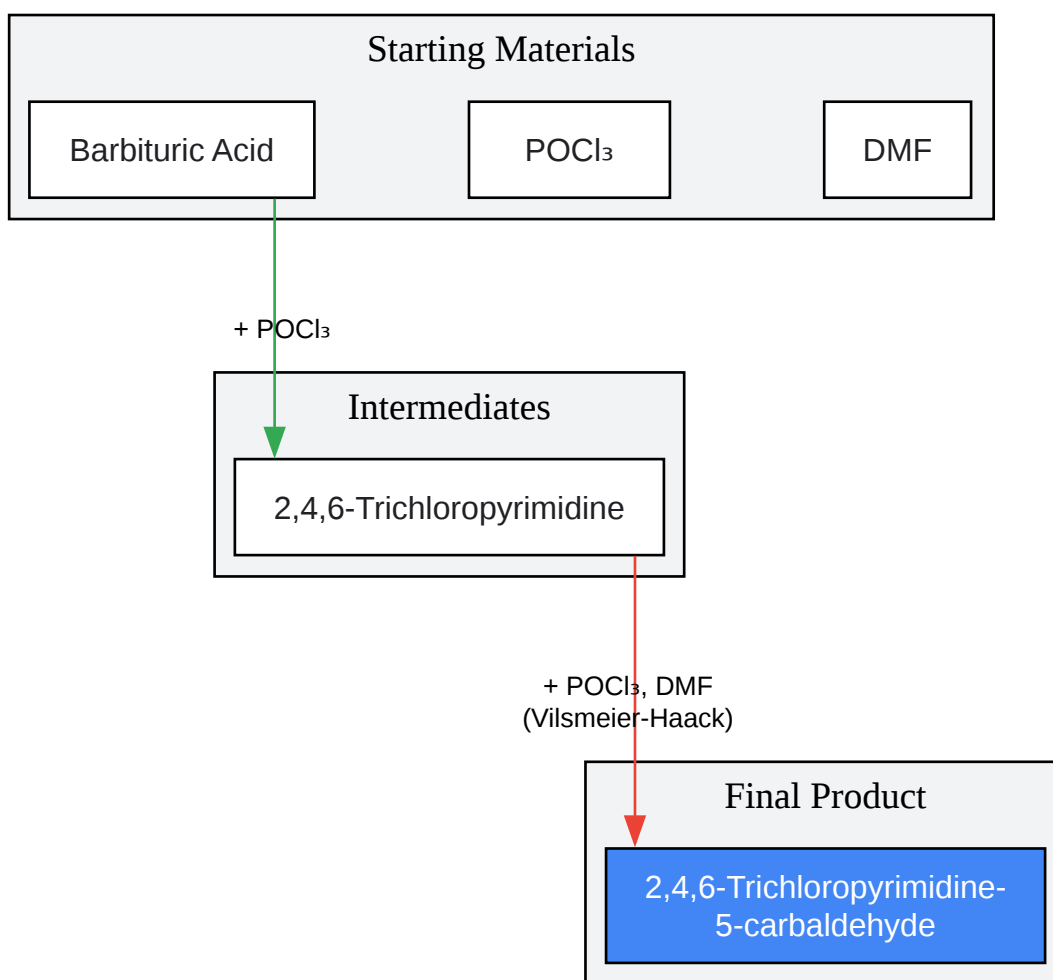 Starting Materials
Barbituric Acid
POCl₃
DMF
+ POCl₃
Intermediates
2,4,6-Trichloropyrimidine
+ POCl₃, DMF
(Vilsmeier-Haack)
Final Product
2,4,6-Trichloropyrimidine-
5-carbaldehyde